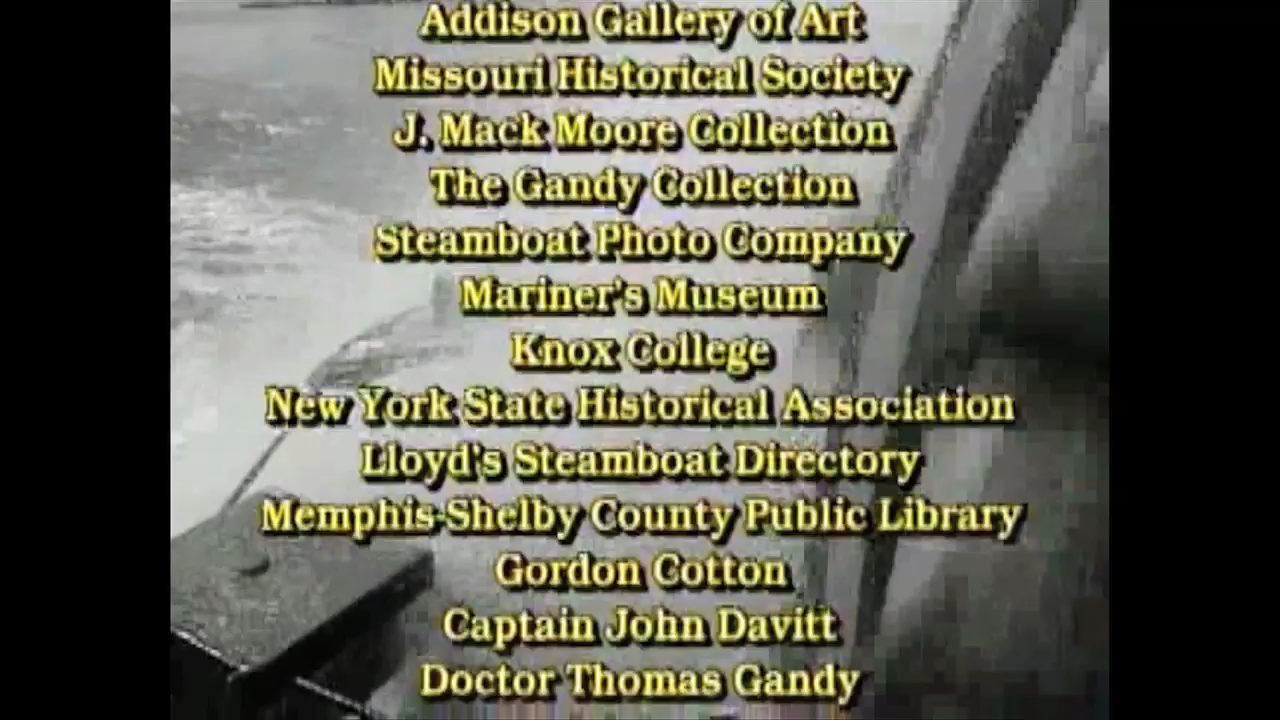 Addison Gallery of Art
Missouri Historical Society
J. Mack Moore Collection
The Gandy Collection
Steamboat Photo Company
Mariner's Museum
Knox College
New York State Historical Association
Lloyd's Steamboat Directory
Memphis-Shelby County Public Library
Gordon Cotton
Captain John Davitt
Doctor Thomas Gandy